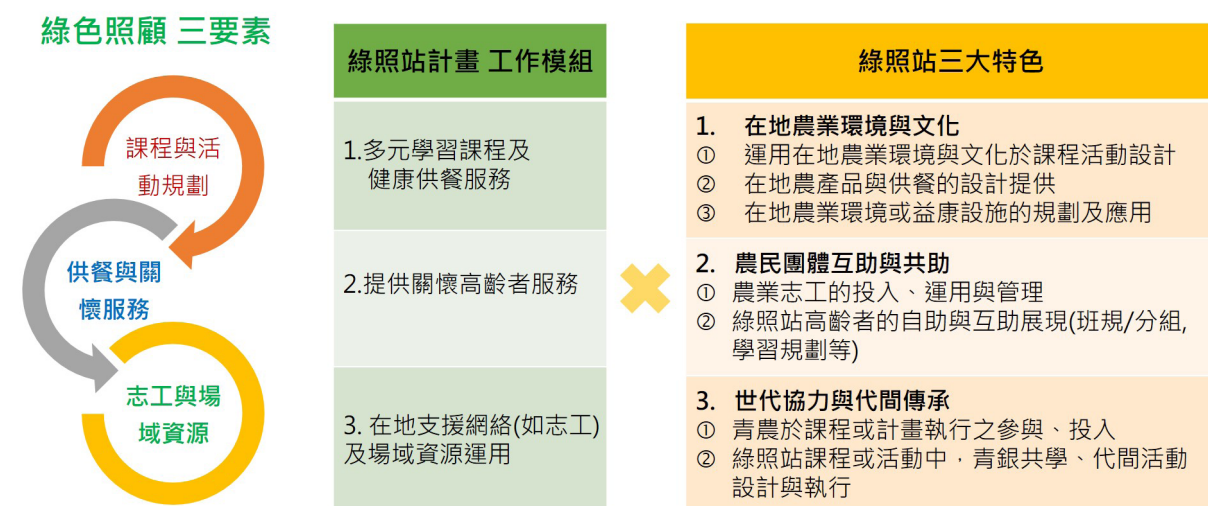 綠色照顧 三要素
課程與活
動規劃
供餐與關
懷服務
志工與場
域資源
綠照站計畫 工作模組
1.多元學習課程及
健康供餐服務
2.提供關懷高齡者服務
3. 在地支援網絡(如志工)
及場域資源運用
綠照站三大特色
1. 在地農業環境與文化
① 運用在地農業環境與文化於課程活動設計
② 在地農產品與供餐的設計提供
③ 在地農業環境或益康設施的規劃及應用
2. 農民團體互助與共助
① 農業志工的投入、運用與管理
② 綠照站高齡者的自助與互助展現(班規/分組,
學習規劃等)
3. 世代協力與代間傳承
① 青農於課程或計畫執行之參與、投入
② 綠照站課程或活動中，青銀共學、代間活動
設計與執行